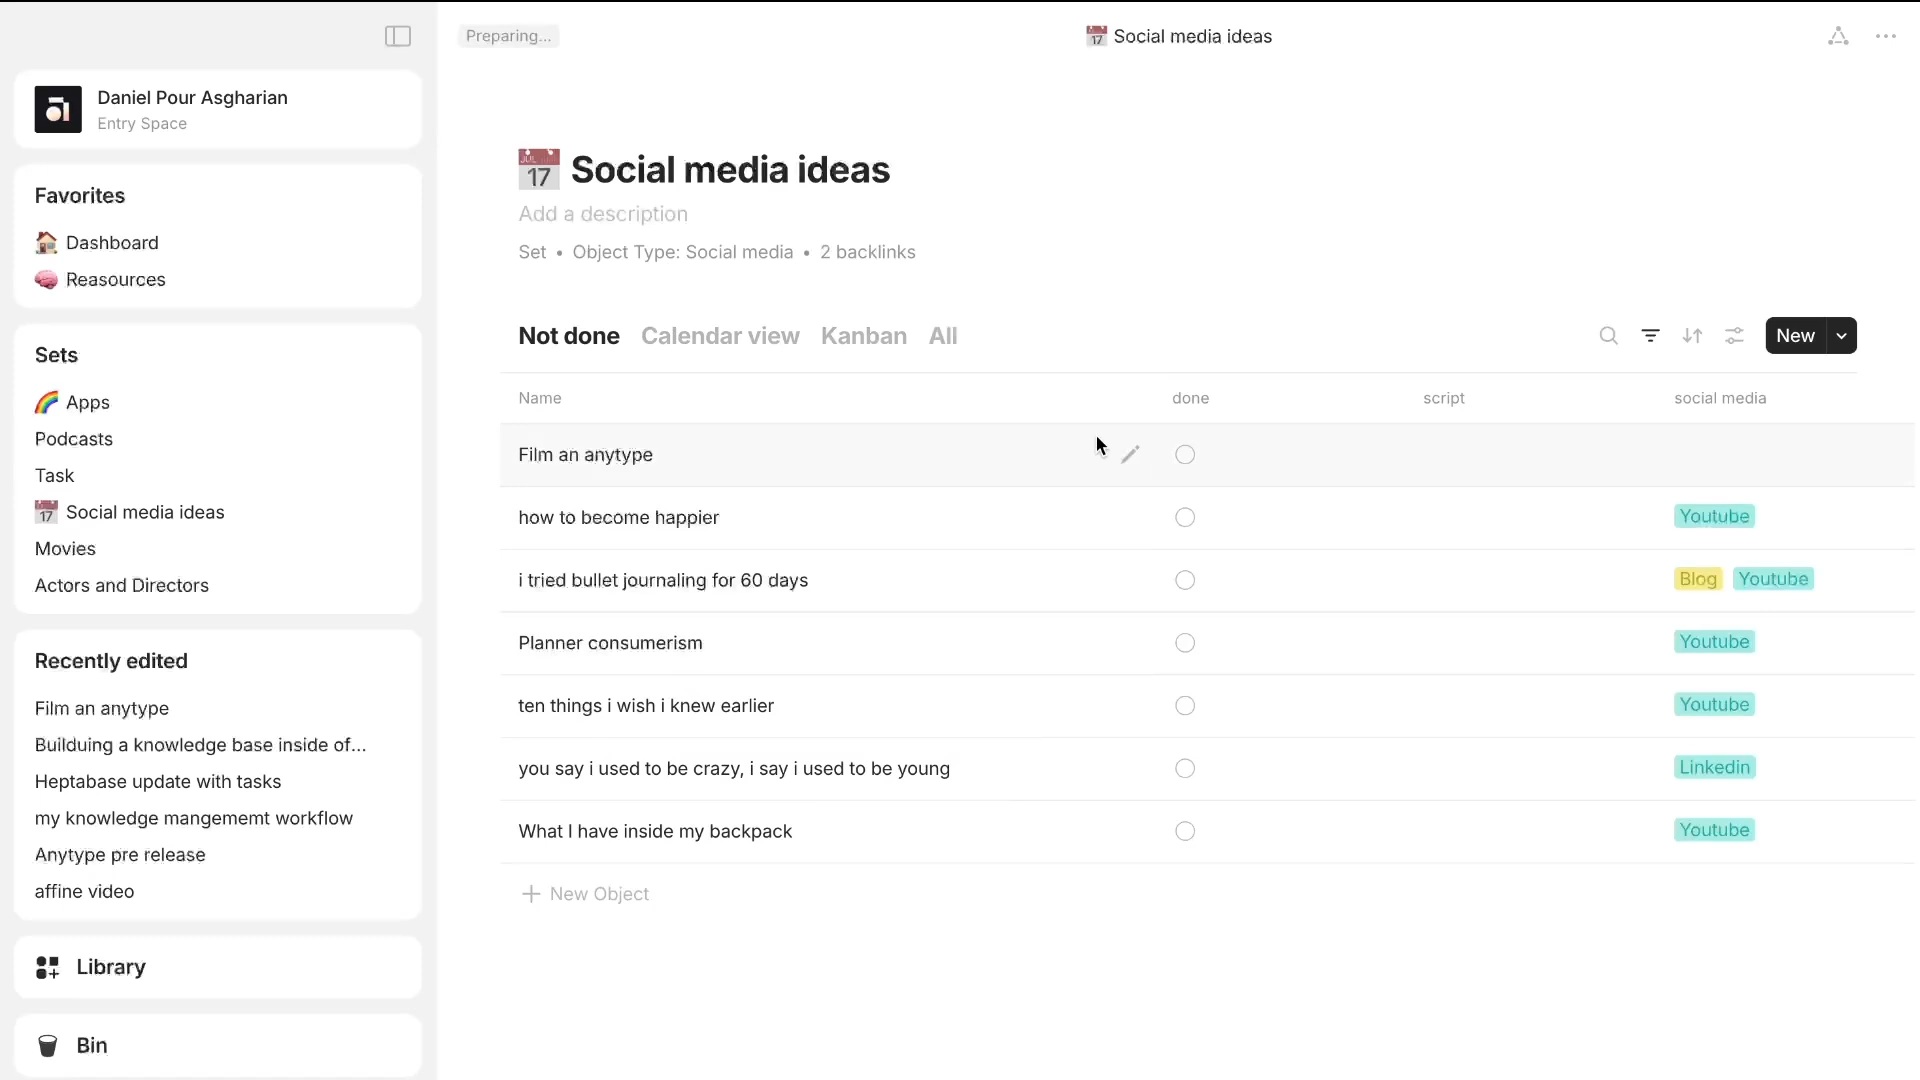 Preparing...
17 Social media ideas
Daniel Pour Asgharian
Entry Space
Favorites
Dashboard
Reasources
Sets
Apps
Podcasts
Task
17 Social media ideas
Movies
Actors and Directors
Recently edited
Film an anytype
Builduing a knowledge base inside of...
Heptabase update with tasks
my knowledge mangememt workflow
Anytype pre release
affine video
Library
Bin
JUL 17 Social media ideas
Add a description
Set • Object Type: Social media • 2 backlinks
Not done Calendar view Kanban All New
Name done script social media
Film an anytype
how to become happier Youtube
i tried bullet journaling for 60 days Blog Youtube
Planner consumerism Youtube
ten things i wish i knew earlier Youtube
you say i used to be crazy, i say i used to be young Linkedin
What I have inside my backpack Youtube
New Object